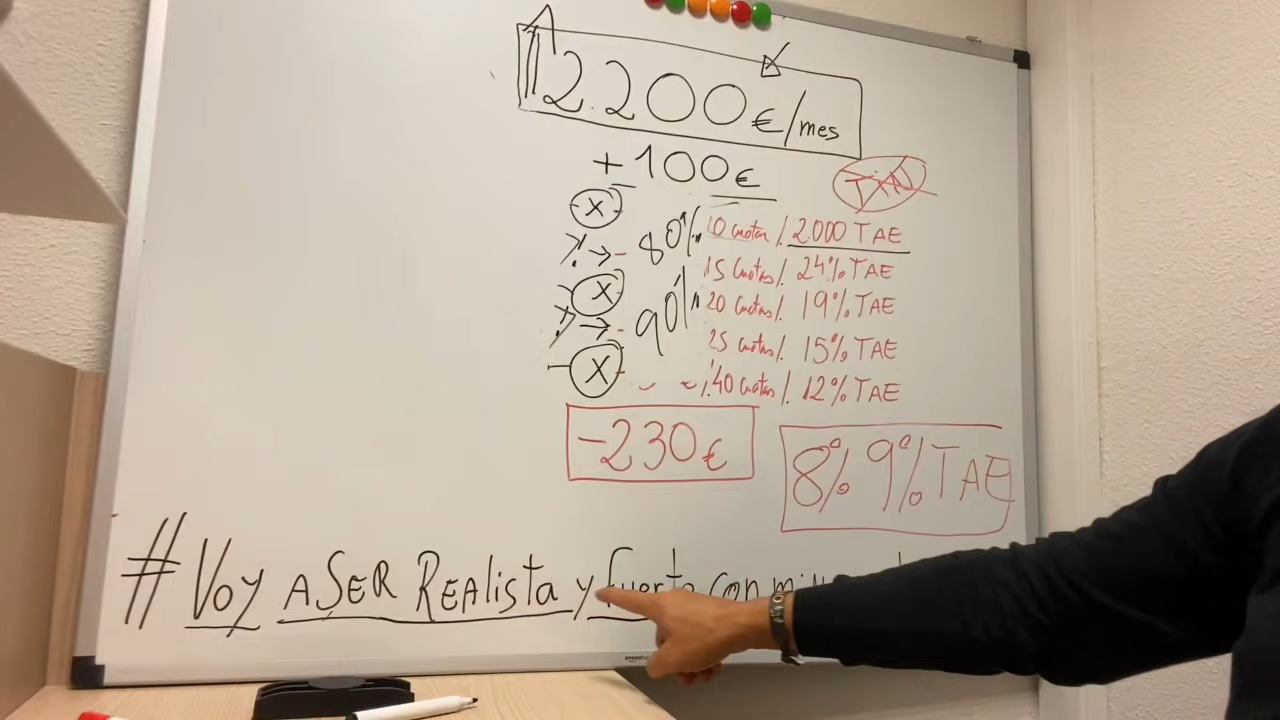 2.200€/mes
+100€
TIN
X
80% 10 cuotas/. 2.000 TAE
15 cuotas/. 24% TAE
X
20 cuotas/. 19% TAE
90%
25 cuotas/. 15% TAE
X
40 cuotas/. 12% TAE
-230€
8% 9% TAE
# Voy A SER REAlista y fuerte con